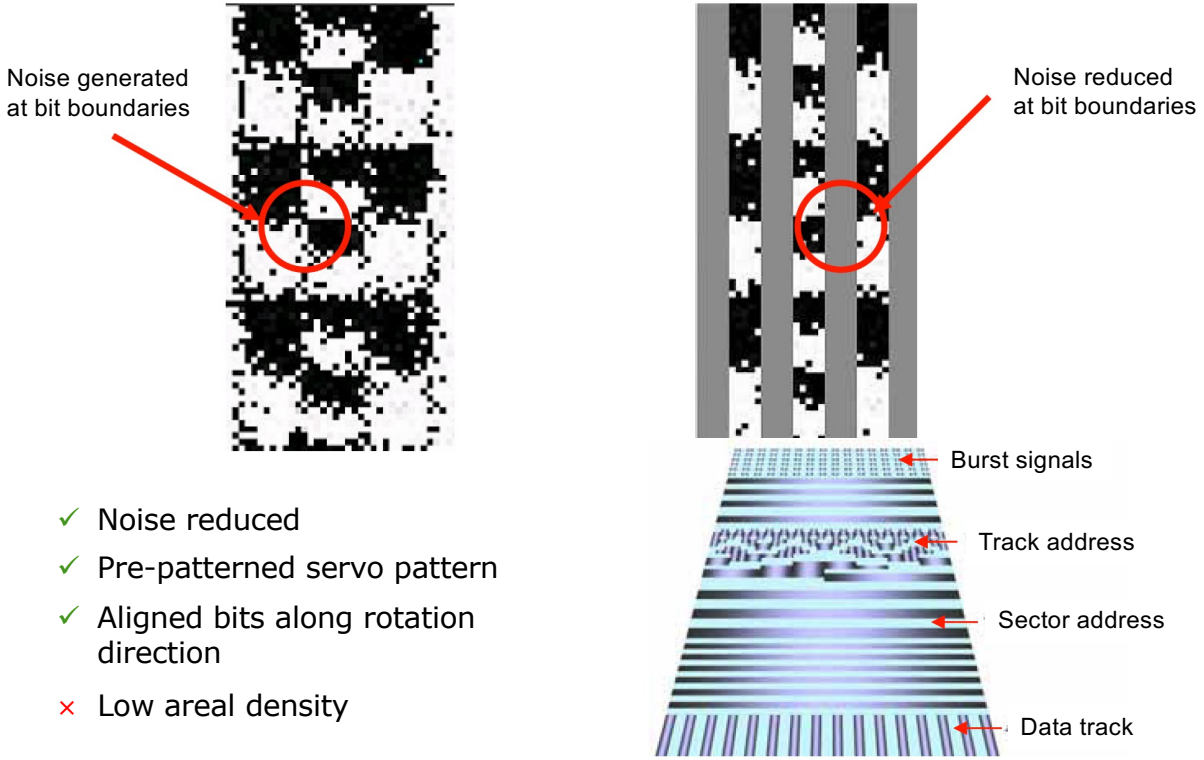 Noise generated
at bit boundaries
Noise reduced
at bit boundaries
Burst signals
Track address
Sector address
Data track
✓ Noise reduced
✓ Pre-patterned servo pattern
✓ Aligned bits along rotation
direction
× Low areal density